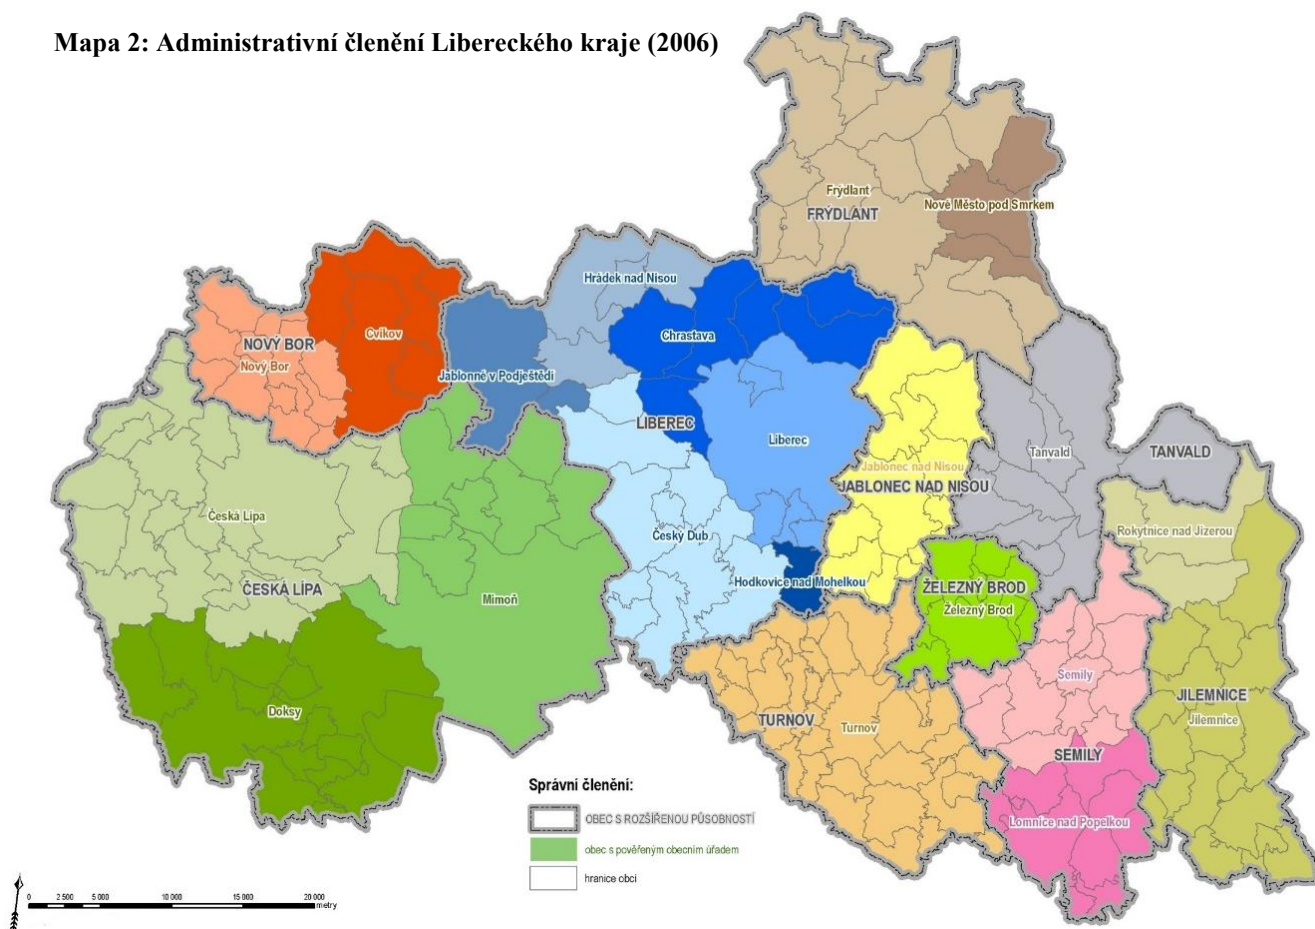 Mapa 2: Administrativní členění Libereckého kraje (2006)
Frýdlant
FRÝDLANT
Nové Město pod Smrkem
Hrádek nad Nisou
Chrastava
Cvikov
NOVÝ BOR
Nový Bor
Jablonné v Podještědí
LIBEREC
Liberec
Jablonec nad Nisou
JABLONEC NAD NISOU
Tanvald
TANVALD
Rokytnice nad Jizerou
Česká Lípa
ČESKÁ LÍPA
Český Dub
Hodkovice nad Mohelkou
ŽELEZNÝ BROD
Železný Brod
Mimoň
Semily
SEMILY
JILEMNICE
Jilemnice
Doksy
TURNOV
Turnov
Lomnice nad Popelkou
Správní členění:
OBEC S ROZŠÍŘENOU PŮSOBNOSTÍ
obec s pověřeným obecním úřadem
hranice obcí
0 2 500 5 000 10 000 15 000 20 000
metry